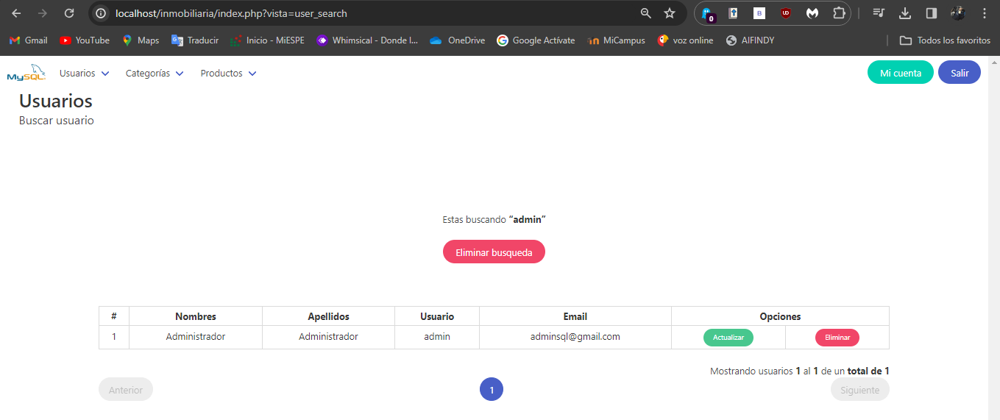 localhost/inmobiliaria/index.php?vista=user_search
0 B UD
Gmail YouTube Maps Traducir Inicio - MiESPE Whimsical - Donde l... OneDrive Google Actívate MiCampus voz online AIFINDY Todos los favoritos
MySQL Usuarios Categorías Productos Mi cuenta Salir
Usuarios
Buscar usuario
Estas buscando “admin”
Eliminar busqueda
# Nombres Apellidos Usuario Email Opciones
1 Administrador Administrador admin adminsql@gmail.com Actualizar Eliminar
Mostrando usuarios 1 al 1 de un total de 1
Anterior 1 Siguiente